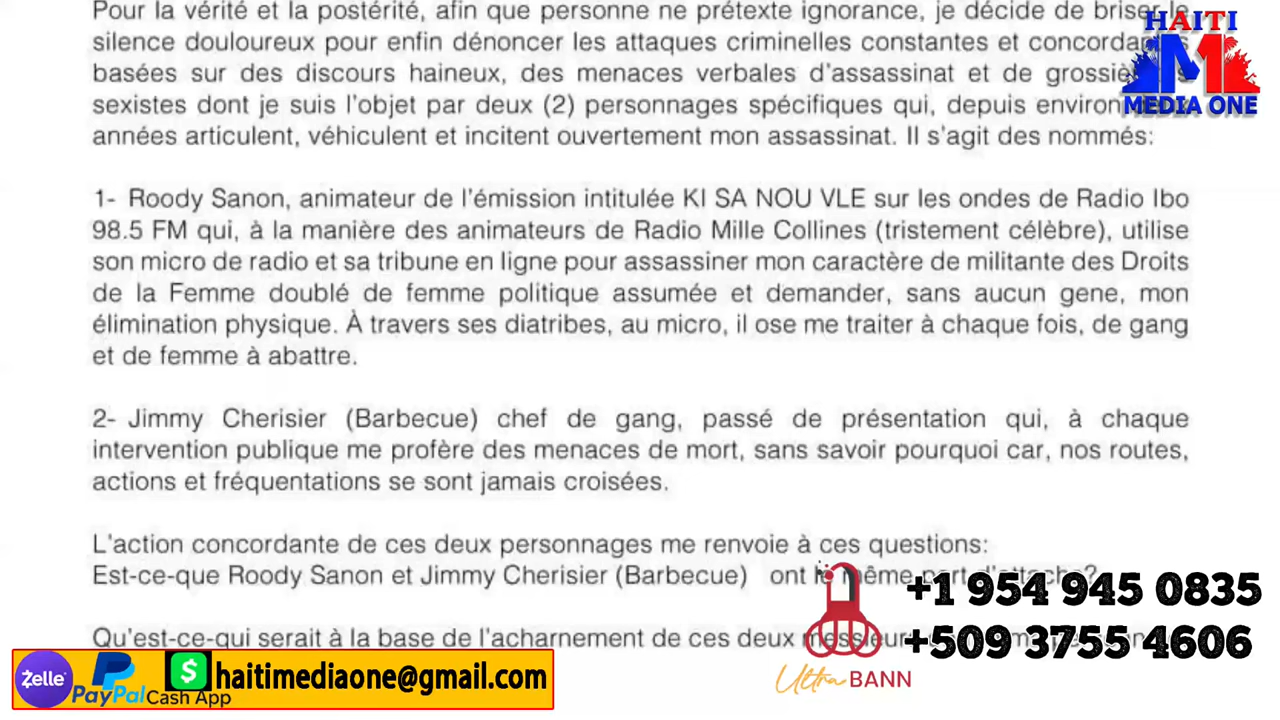 Pour la vérité et la postérité, afin que personne ne prétexte ignorance, je décide de briser le
silence douloureux pour enfin dénoncer les attaques criminelles constantes et
basées sur des discours haineux, des menaces verbales d'assassinat et de
sexistes dont je suis l'objet par deux (2) personnages spécifiques qui, depuis environ
années articulent, véhiculent et incitent ouvertement mon assassinat. Il s'agit des nommés:
1- Roody Sanon, animateur de l'émission intitulée KI SA NOU VLE sur les ondes de Radio Ibo
98.5 FM qui, à la manière des animateurs de Radio Mille Collines (tristement célèbre), utilise
son micro de radio et sa tribune en ligne pour assassiner mon caractère de militante des Droits
de la Femme doublé de femme politique assumée et demander, sans aucun gene, mon
élimination physique. À travers ses diatribes, au micro, il ose me traiter à chaque fois, de gang
et de femme à abattre.
2- Jimmy Cherisier (Barbecue) chef de gang, passé de présentation qui, à chaque
intervention publique me profère des menaces de mort, sans savoir pourquoi car, nos routes,
actions et fréquentations se sont jamais croisées.
L'action concordante de ces deux personnages me renvoie à ces questions:
Est-ce-que Roody Sanon et Jimmy Cherisier (Barbecue) ont
Qu'est-ce-qui serait à la base de l'acharnement de ces deux
HAITI
M
MEDIA ONE
+1 954 945 0835
+509 3755 4606
Ultra BANN
Zelle
PayPal
$
Cash App
haitimediaone@gmail.com